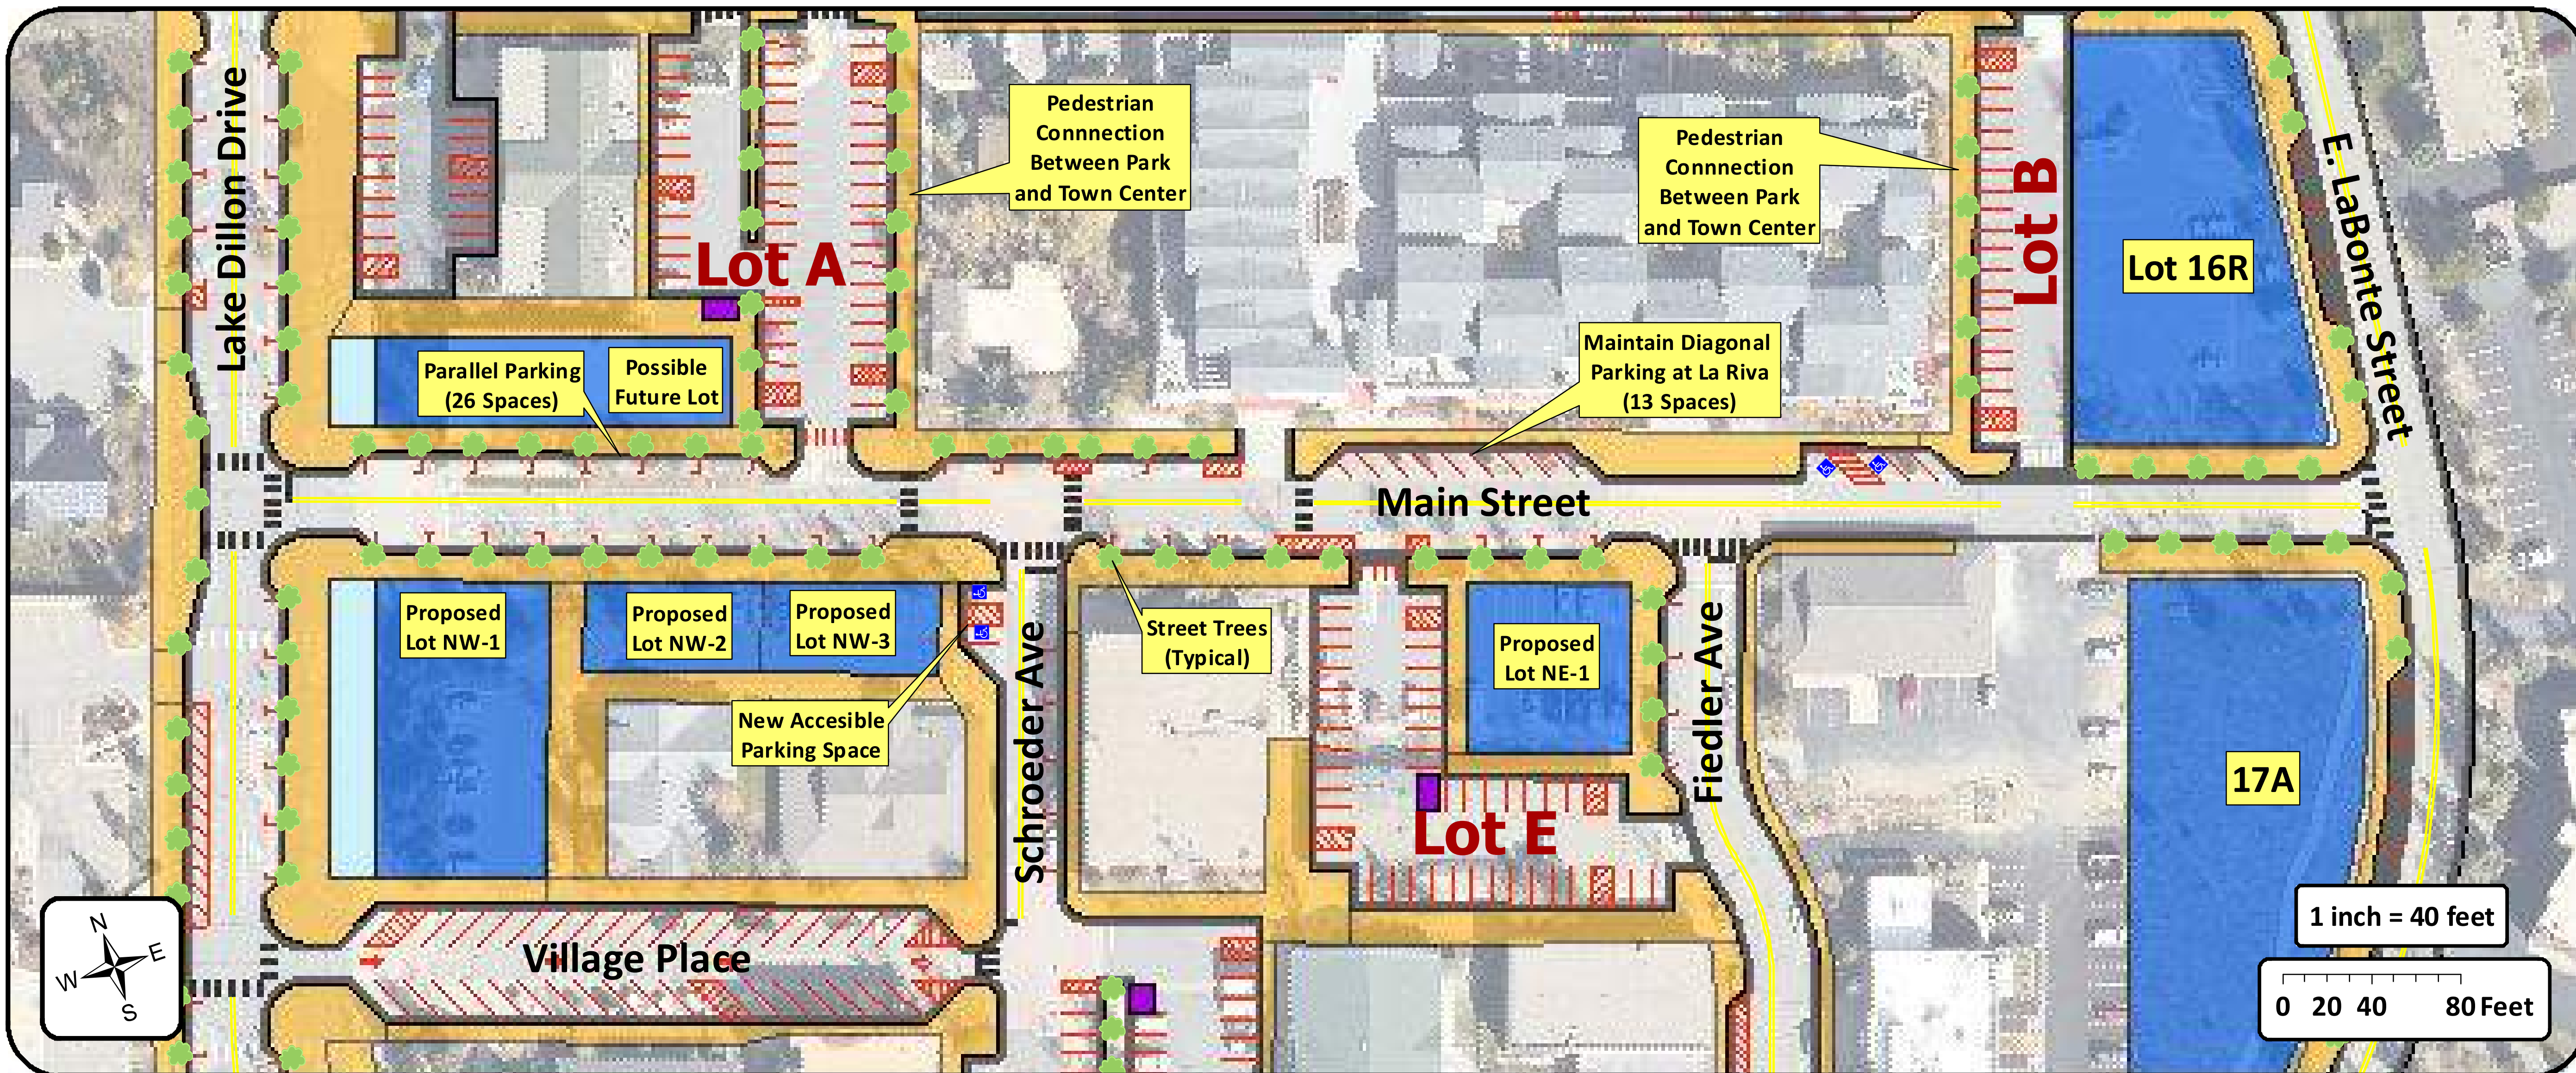 Lake Dillon Drive
Lot A
Pedestrian
Connnection
Between Park
and Town Center
Pedestrian
Connnection
Between Park
and Town Center
Lot B
Lot 16R
E. LaBonte Street
Parallel Parking
(26 Spaces)
Possible
Future Lot
Maintain Diagonal
Parking at La Riva
(13 Spaces)
Main Street
Proposed
Lot NW-1
Proposed
Lot NW-2
Proposed
Lot NW-3
New Accesible
Parking Space
Schroeder Ave
Street Trees
(Typical)
Proposed
Lot NE-1
Fiedler Ave
Lot E
17A
Village Place
N
E
W
S
1 inch = 40 feet
0 20 40 80 Feet